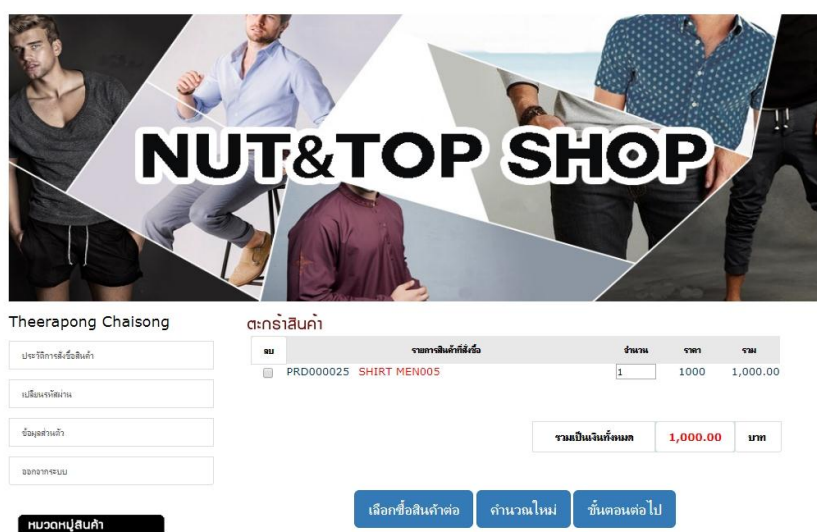 NUT&TOP SHOP
Theerapong Chaisong
ประวัติการสั่งซื้อสินค้า
เปลี่ยนรหัสผ่าน
ข้อมูลส่วนตัว
ออกจากระบบ
หมวดหมู่สินค้า
ตะกร้าสินค้า
ลบ รายการสินค้าที่สั่งซื้อ จำนวน ราคา รวม
PRD000025 SHIRT MEN005 1 1000 1,000.00
รวมเป็นเงินทั้งหมด 1,000.00 บาท
เลือกซื้อสินค้าต่อ คำนวณใหม่ ขั้นตอนต่อไป